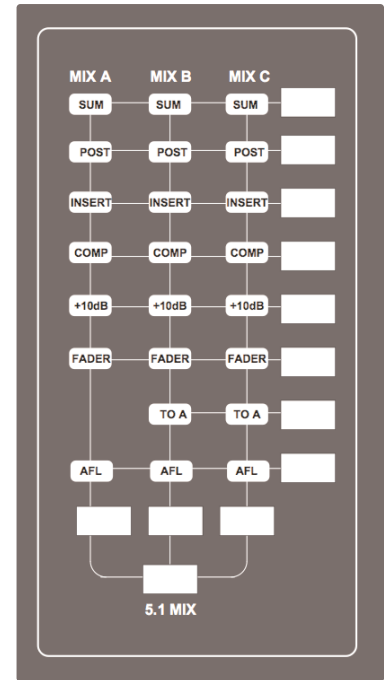 MIX A MIX B MIX C
SUM SUM SUM
POST POST POST
INSERT INSERT INSERT
COMP COMP COMP
+10dB +10dB +10dB
FADER FADER FADER
TO A TO A
AFL AFL AFL
5.1 MIX